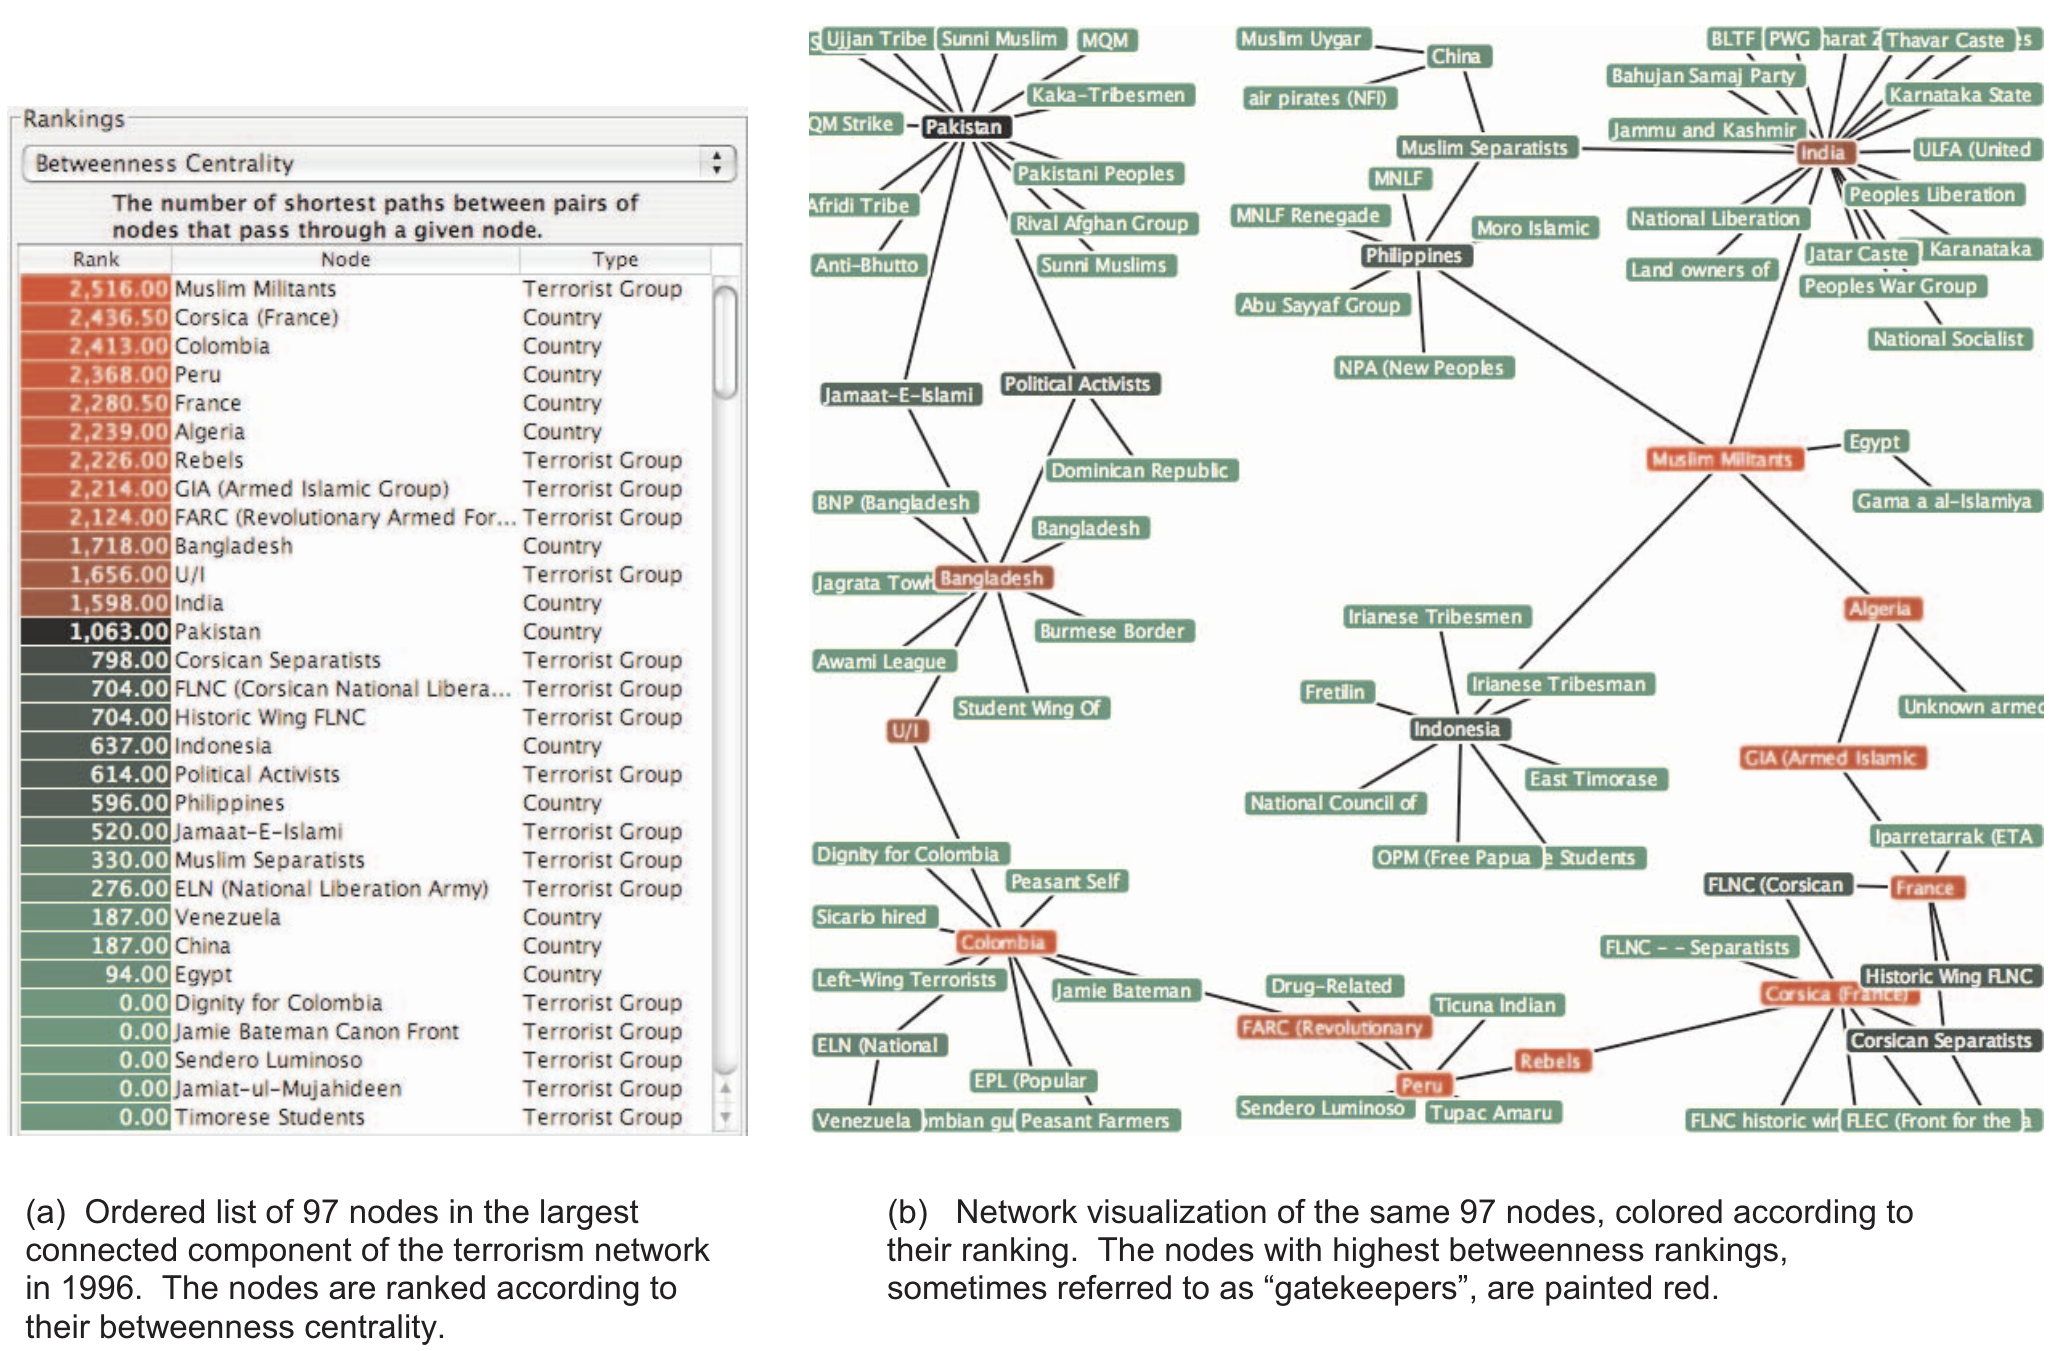 Rankings
Betweenness Centrality
The number of shortest paths between pairs of
nodes that pass through a given node.
Rank Node Type
2,516.00 Muslim Militants Terrorist Group
2,436.50 Corsica (France) Country
2,413.00 Colombia Country
2,368.00 Peru Country
2,280.50 France Country
2,239.00 Algeria Country
2,226.00 Rebels Terrorist Group
2,214.00 GIA (Armed Islamic Group) Terrorist Group
2,124.00 FARC (Revolutionary Armed For... Terrorist Group
1,718.00 Bangladesh Country
1,656.00 U/I Terrorist Group
1,598.00 India Country
1,063.00 Pakistan Country
798.00 Corsican Separatists Terrorist Group
704.00 FLNC (Corsican National Libera... Terrorist Group
704.00 Historic Wing FLNC Terrorist Group
637.00 Indonesia Country
614.00 Political Activists Terrorist Group
596.00 Philippines Country
520.00 Jamaat-E-Islami Terrorist Group
330.00 Muslim Separatists Terrorist Group
276.00 ELN (National Liberation Army) Terrorist Group
187.00 Venezuela Country
187.00 China Country
94.00 Egypt Country
0.00 Dignity for Colombia Terrorist Group
0.00 Jamie Bateman Canon Front Terrorist Group
0.00 Sendero Luminoso Terrorist Group
0.00 Jamiat-ul-Mujahideen Terrorist Group
0.00 Timorese Students Terrorist Group
Ujjan Tribe
Sunni Muslim
MQM
Kaka-Tribesmen
QM Strike
Pakistan
Pakistani Peoples
Afridi Tribe
Rival Afghan Group
Anti-Bhutto
Sunni Muslims
Jamaat-E-Islami
Political Activists
Dominican Republic
BNP (Bangladesh
Bangladesh
Jagrata Towh
Bangladesh
Burmese Border
Awami League
Student Wing Of
U/I
Dignity for Colombia
Peasant Self
Sicario hired
Colombia
Left-Wing Terrorists
Jamie Bateman
ELN (National
EPL (Popular
Venezuela
mbian gu
Peasant Farmers
Muslim Uygar
China
air pirates (NFI)
Muslim Separatists
MNLF
MNLF Renegade
Moro Islamic
Philippines
Abu Sayyaf Group
NPA (New Peoples
BLTF
PWG
harat
Thavar Caste
Bahujan Samaj Party
Karnataka State
Jammu and Kashmir
India
ULFA (United
Peoples Liberation
National Liberation
Jatar Caste
Karanataka
Land owners of
Peoples War Group
National Socialist
Muslim Militants
Egypt
Gama a al-Islamiya
Irianese Tribesmen
Algeria
Fretilin
Irianese Tribesman
Unknown armed
Indonesia
GIA (Armed Islamic
East Timorase
National Council of
OPM (Free Papua
e Students
Iparretarrak (ETA
FLNC (Corsican
France
FLNC - - Separatists
Historic Wing FLNC
Corsica (France)
Drug-Related
Ticuna Indian
FARC (Revolutionary
Corsican Separatists
Rebels
Peru
Sendero Luminoso
Tupac Amaru
FLNC historic win
FLEC (Front for the
(a) Ordered list of 97 nodes in the largest
connected component of the terrorism network
in 1996. The nodes are ranked according to
their betweenness centrality.
(b) Network visualization of the same 97 nodes, colored according to
their ranking. The nodes with highest betweenness rankings,
sometimes referred to as “gatekeepers”, are painted red.